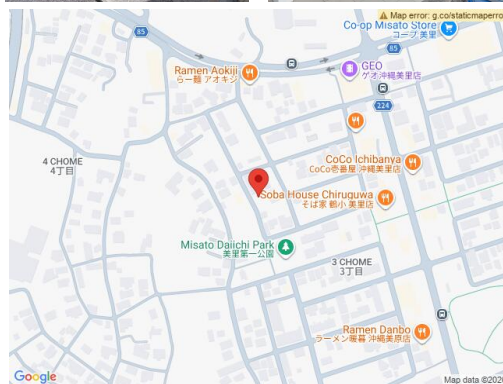 Map error: g.co/staticmaperro
Co-op Misato Store
コープ美里
85
85
GEO
ゲオ沖縄美里店
Ramen Aokiji
らー麺 アオキジ
224
4 CHOME
4丁目
CoCo Ichibanya
CoCo壱番屋 沖縄美里店
Soba House Chiruguwa
そば家 鶴小 美里店
Misato Daiichi Park
美里第一公園
3 CHOME
3丁目
Ramen Danbo
ラーメン暖暮 沖縄美原店
Google
Map data ©202